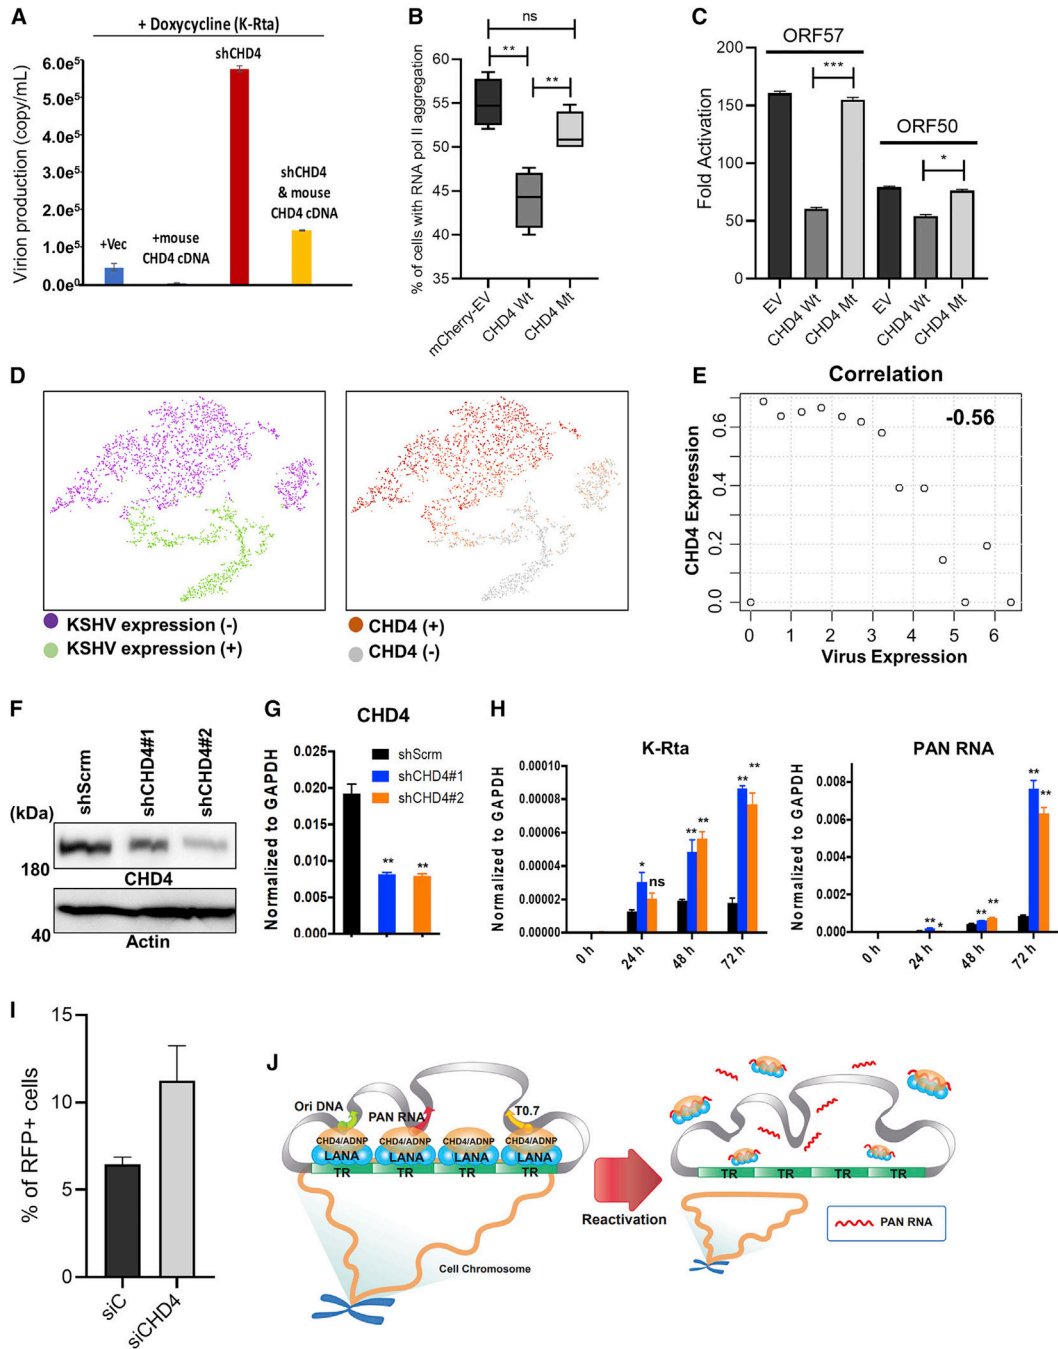 A
+ Doxycycline (K-Rta)
Virion production (copy/mL)
6.0e⁵
5.0e⁵
4.0e⁵
3.0e⁵
2.0e⁵
1.0e⁵
0.0e⁰
+Vec
+mouse
CHD4 cDNA
shCHD4
shCHD4
& mouse
CHD4 cDNA
B
% of cells with RNA pol II aggregation
60
55
50
45
40
35
ns
**
**
mCherry-EV
CHD4 Wt
CHD4 Mt
C
Fold Activation
200
150
100
50
0
ORF57
***
ORF50
*
EV
CHD4 Wt
CHD4 Mt
EV
CHD4 Wt
CHD4 Mt
D
KSHV expression (-)
KSHV expression (+)
CHD4 (+)
CHD4 (-)
E
Correlation
-0.56
CHD4 Expression
0.6
0.4
0.2
0.0
0 1 2 3 4 5 6
Virus Expression
F
shScrm
shCHD4#1
shCHD4#2
(kDa)
180
CHD4
40
Actin
G
CHD4
Normalized to GAPDH
0.025
0.020
0.015
0.010
0.005
0.000
shScrm
shCHD4#1
shCHD4#2
** **
H
K-Rta
Normalized to GAPDH
0.00010
0.00008
0.00006
0.00004
0.00002
0.00000
* ns
** **
** **
0 h
24 h
48 h
72 h
PAN RNA
Normalized to GAPDH
0.008
0.006
0.004
0.002
0.000
** *
** **
** **
0 h
24 h
48 h
72 h
I
% of RFP+ cells
15
10
5
0
siC
siCHD4
J
Ori DNA
PAN RNA
T0.7
CHD4/ADNP CHD4/ADNP CHD4/ADNP CHD4/ADNP
LANA LANA LANA LANA
TR TR TR TR
Cell Chromosome
Reactivation
TR TR TR TR
PAN RNA